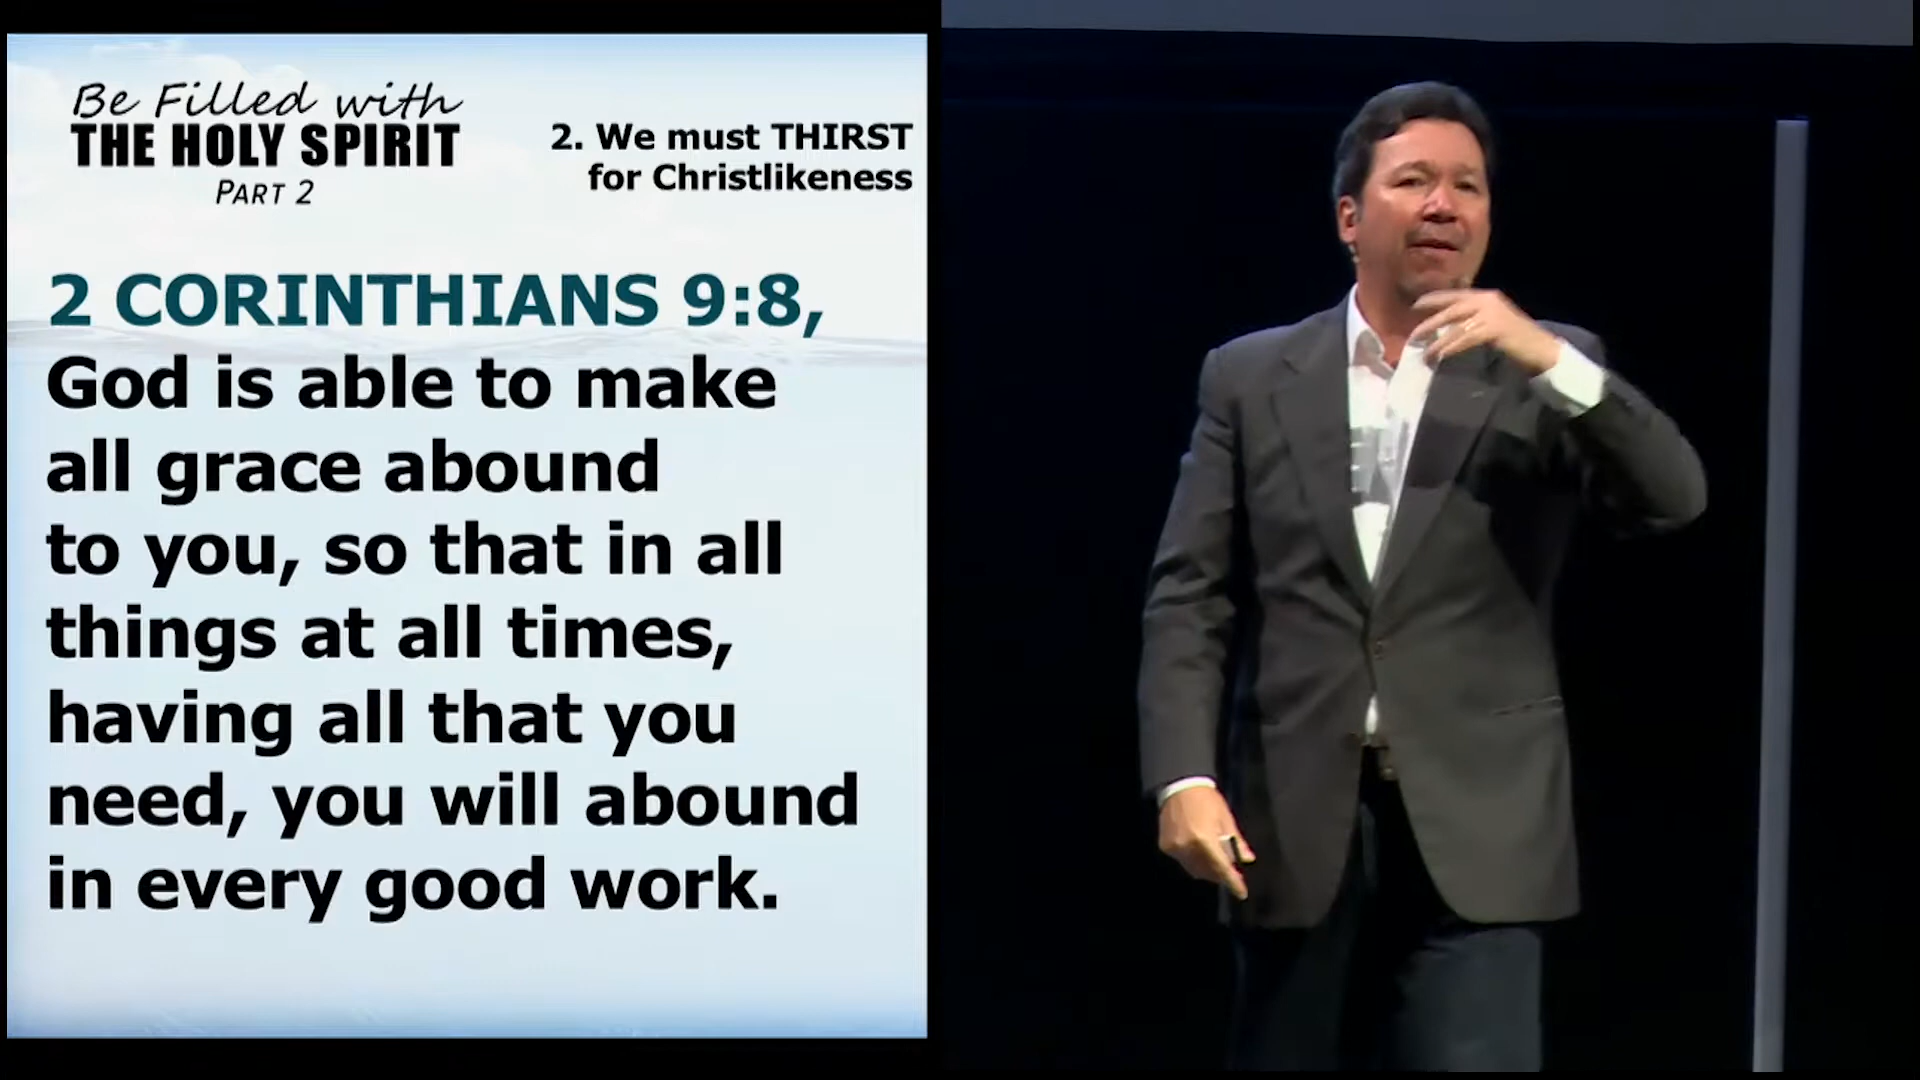 Be Filled with
THE HOLY SPIRIT
PART 2
2. We must THIRST
for Christlikeness
2 CORINTHIANS 9:8,
God is able to make
all grace abound
to you, so that in all
things at all times,
having all that you
need, you will abound
in every good work.